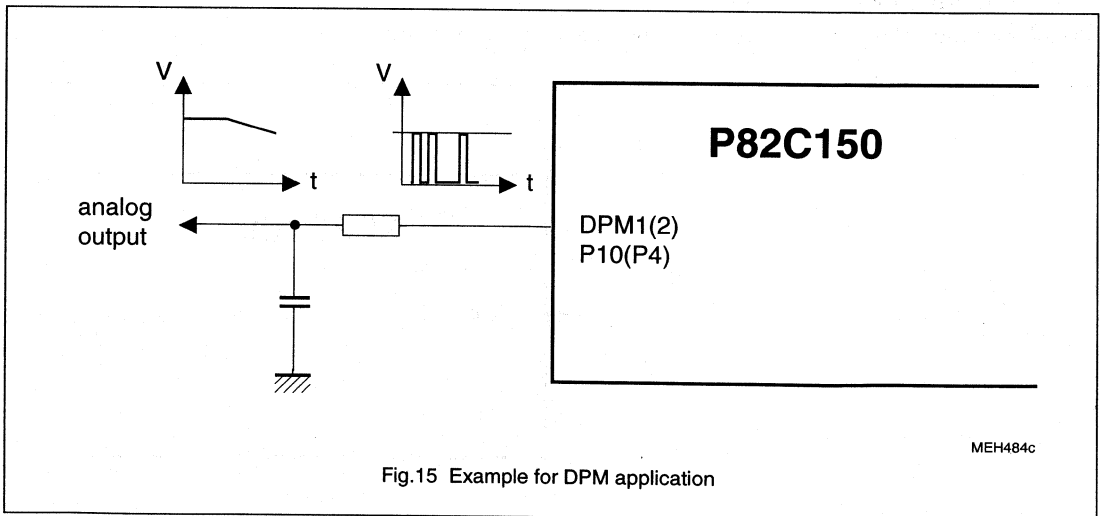 V
V
P82C150
t
t
analog
output
DPM1(2)
P10(P4)
MEH484c
Fig.15 Example for DPM application